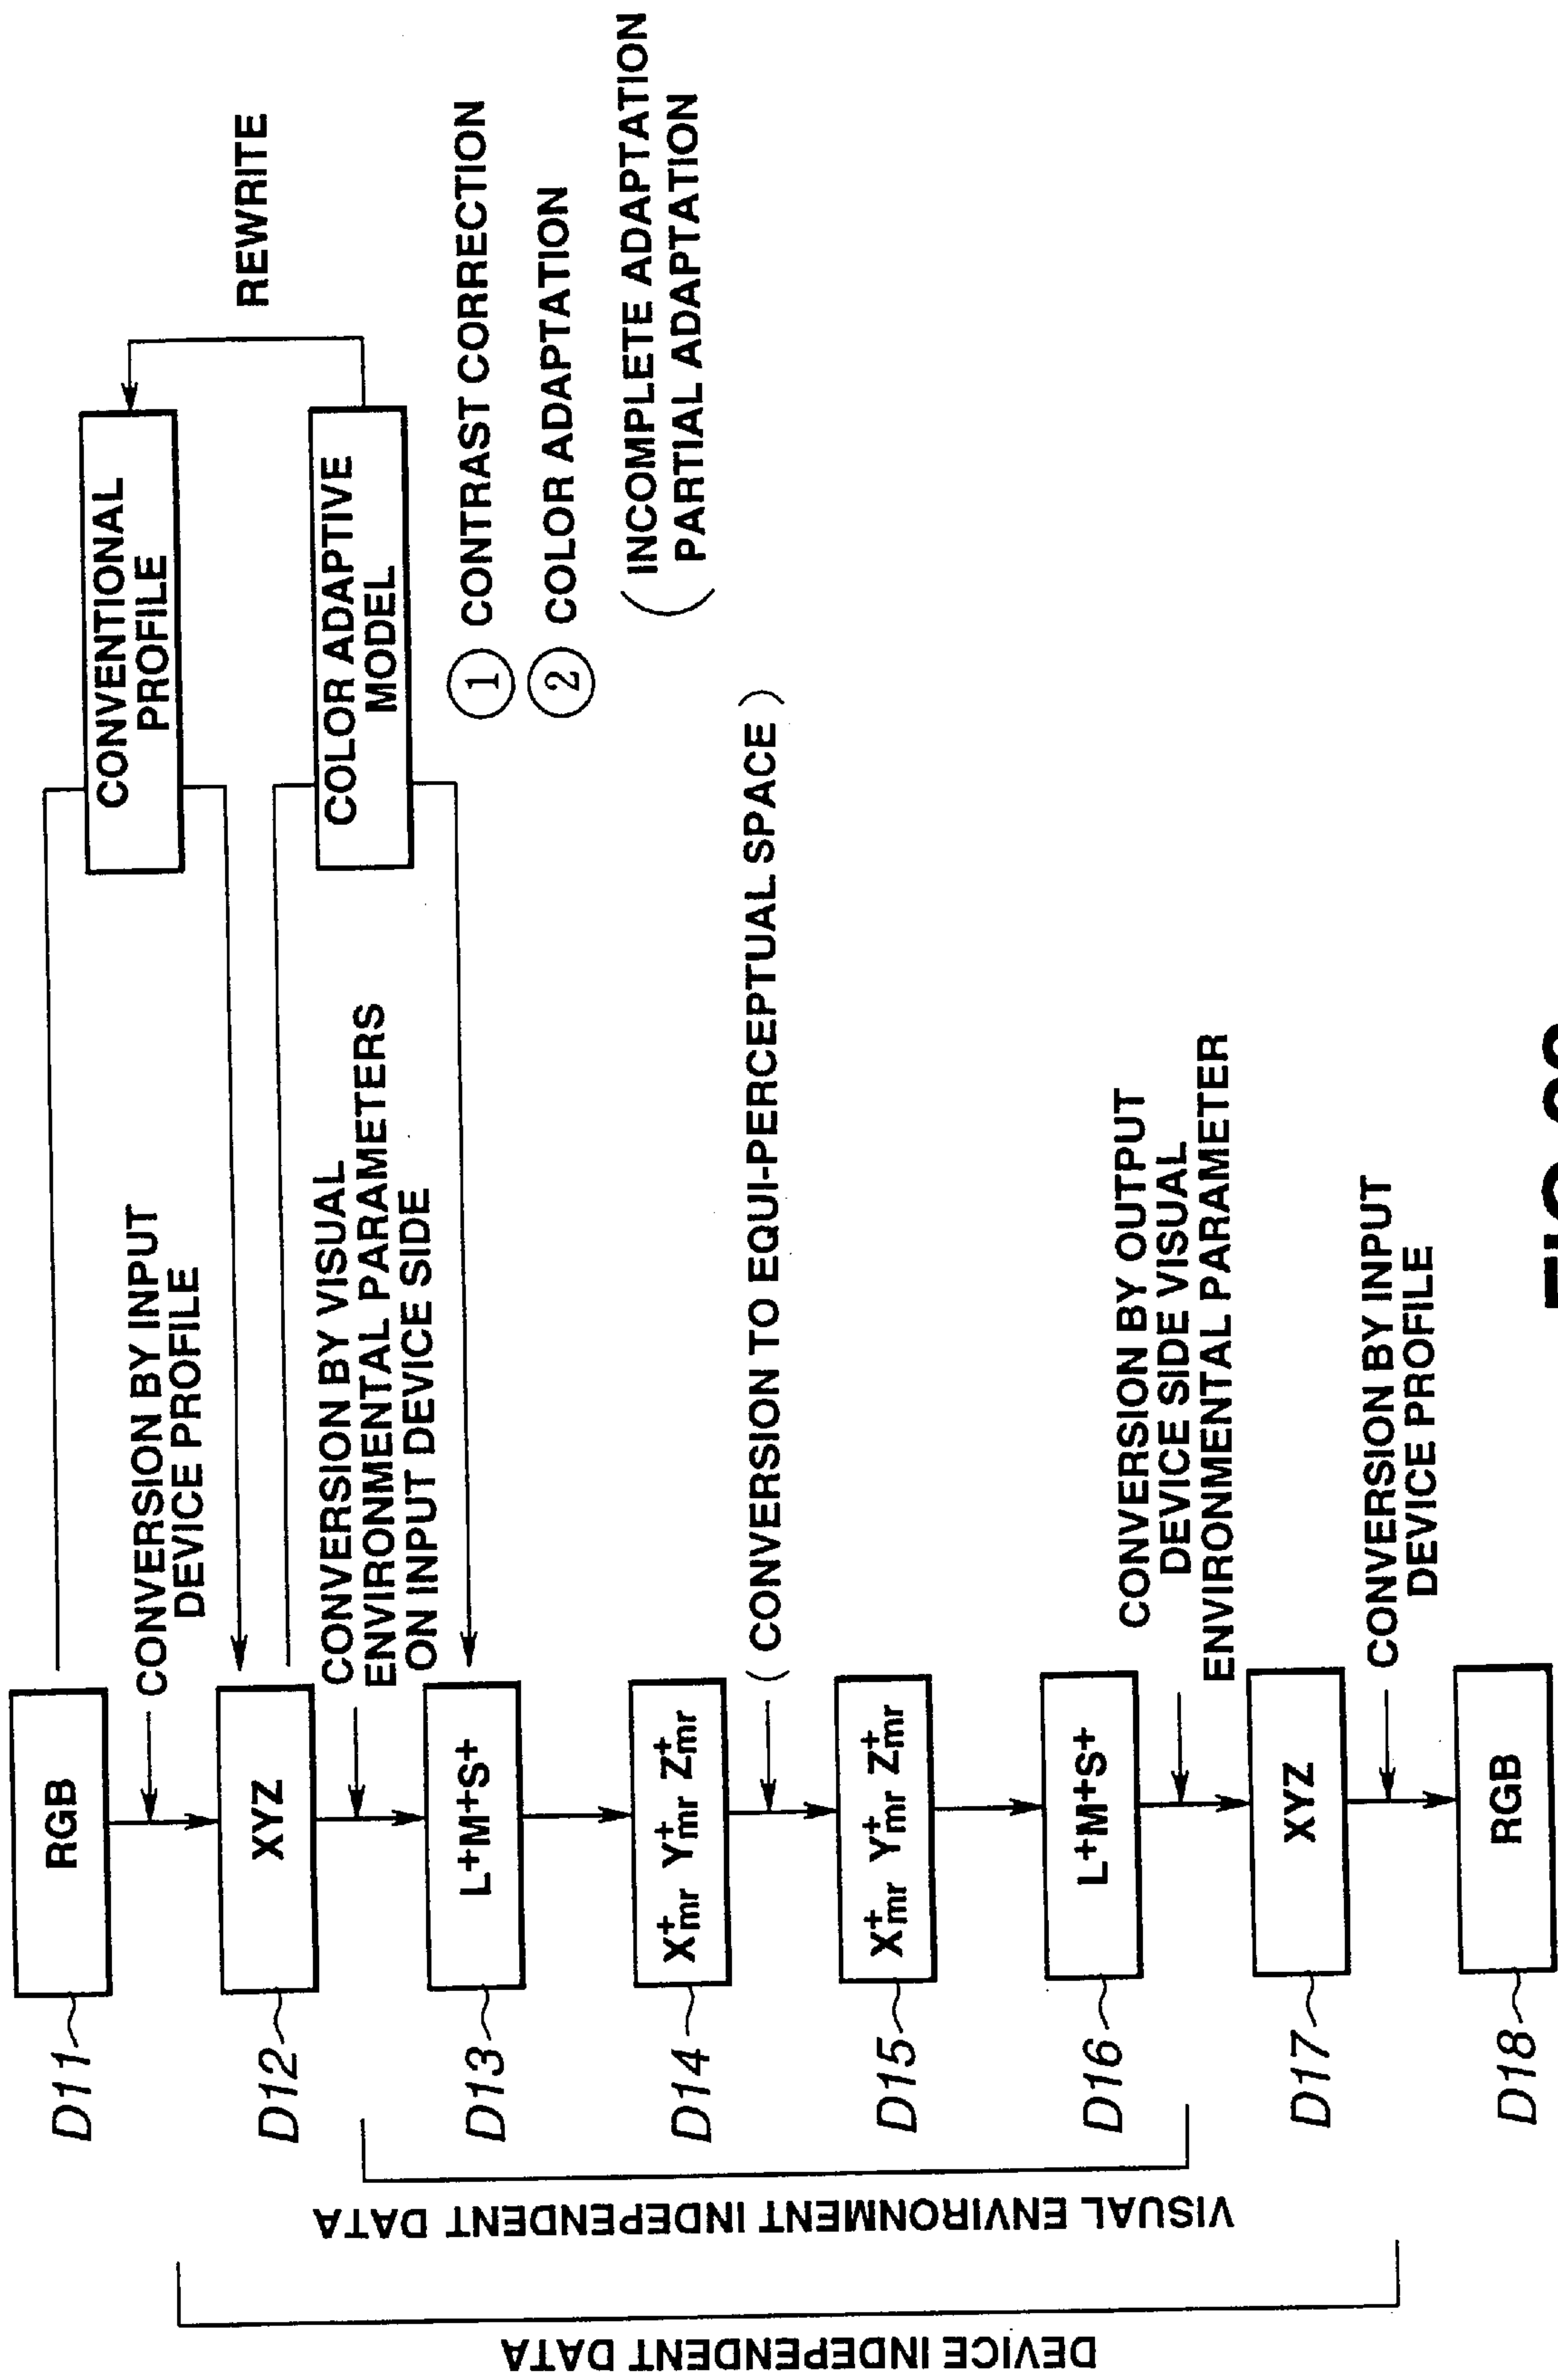 D11
RGB
CONVERSION BY INPUT
DEVICE PROFILE
CONVENTIONAL
PROFILE
REWRITE
D12
XYZ
CONVERSION BY VISUAL
ENVIRONMENTAL PARAMETERS
ON INPUT DEVICE SIDE
COLOR ADAPTIVE
MODEL
① CONTRAST CORRECTION
② COLOR ADAPTATION
( INCOMPLETE ADAPTATION
PARTIAL ADAPTATION
D13
L⁺M⁺S⁺
D14
X⁺mr Y⁺mr Z⁺mr
( CONVERSION TO EQUI-PERCEPTUAL SPACE )
D15
X⁺mr Y⁺mr Z⁺mr
D16
L⁺M⁺S⁺
CONVERSION BY OUTPUT
DEVICE SIDE VISUAL
ENVIRONMENTAL PARAMETER
D17
XYZ
CONVERSION BY INPUT
DEVICE PROFILE
D18
RGB
VISUAL ENVIRONMENT INDEPENDENT DATA
DEVICE INDEPENDENT DATA